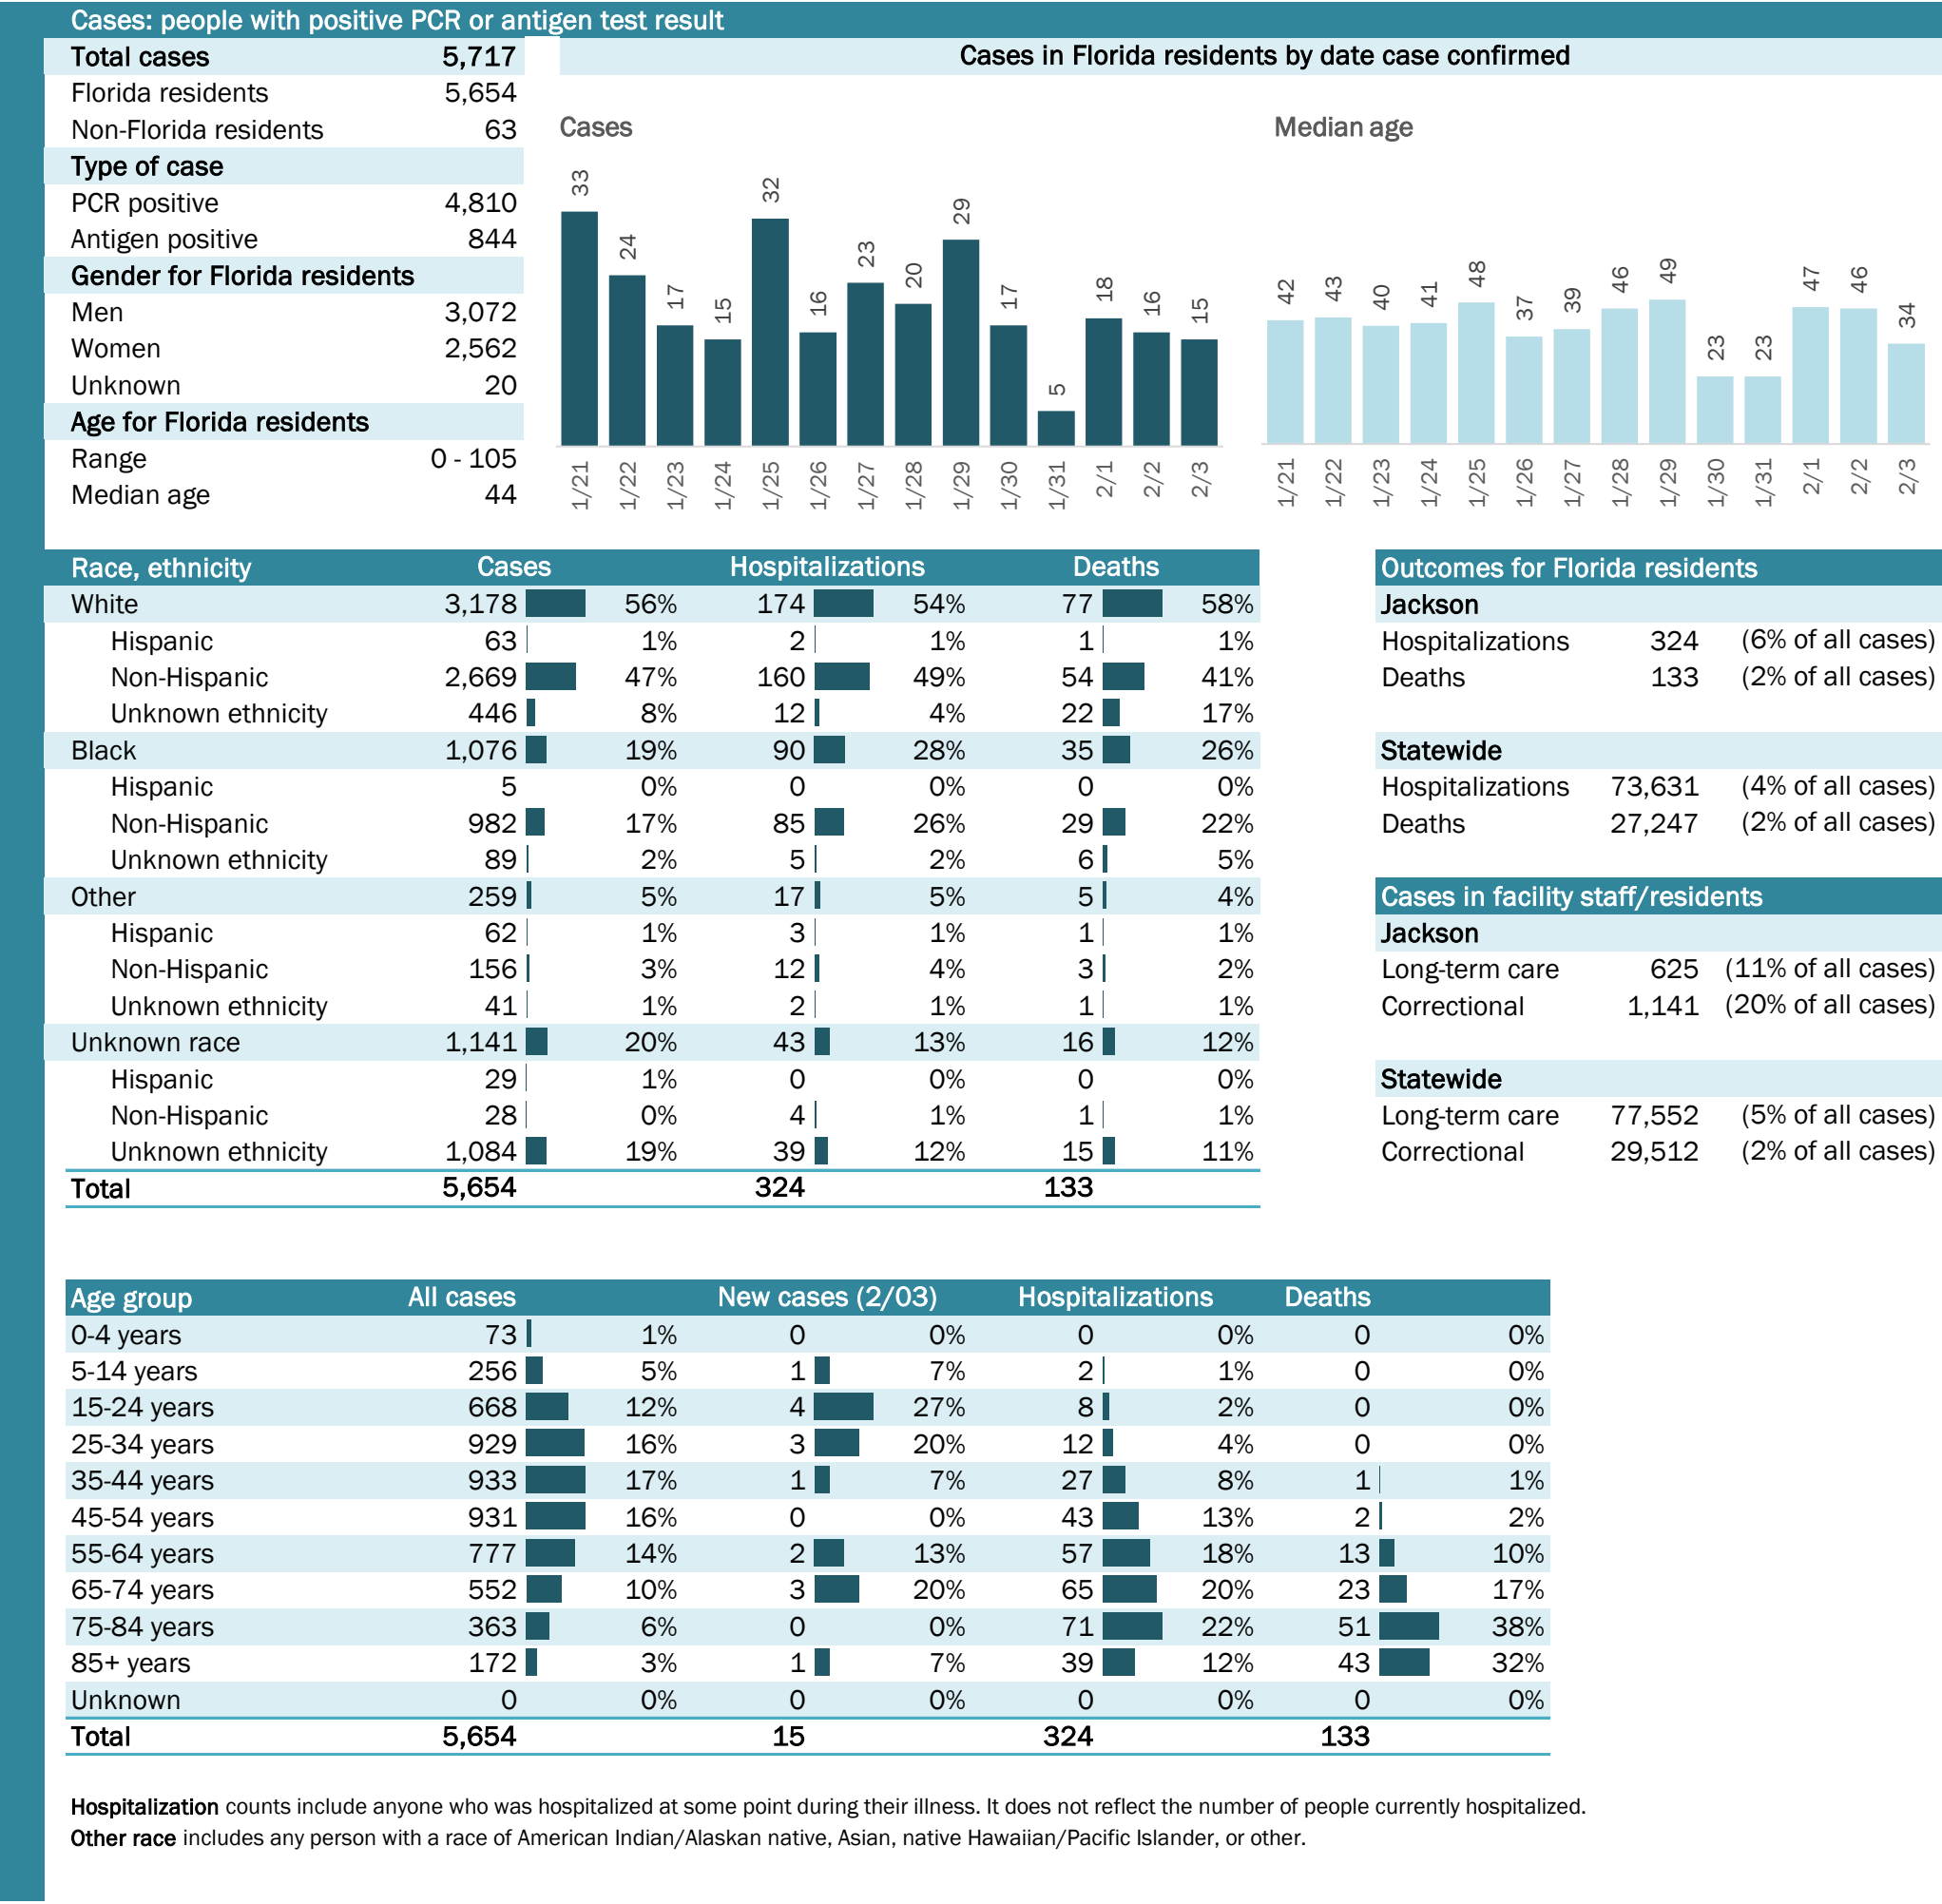 Cases: people with positive PCR or antigen test result
Total cases 5,717
Florida residents 5,654
Non-Florida residents 63
Type of case
PCR positive 4,810
Antigen positive 844
Gender for Florida residents
Men 3,072
Women 2,562
Unknown 20
Age for Florida residents
Range 0 - 105
Median age 44
Cases in Florida residents by date case confirmed
Cases
33 24 17 15 32 16 23 20 29 17 5 18 16 15
1/21 1/22 1/23 1/24 1/25 1/26 1/27 1/28 1/29 1/30 1/31 2/1 2/2 2/3
Median age
42 43 40 41 48 37 39 46 49 23 23 47 46 34
1/21 1/22 1/23 1/24 1/25 1/26 1/27 1/28 1/29 1/30 1/31 2/1 2/2 2/3
Race, ethnicity Cases Hospitalizations Deaths
White 3,178 56% 174 54% 77 58%
Hispanic 63 1% 2 1% 1 1%
Non-Hispanic 2,669 47% 160 49% 54 41%
Unknown ethnicity 446 8% 12 4% 22 17%
Black 1,076 19% 90 28% 35 26%
Hispanic 5 0% 0 0% 0 0%
Non-Hispanic 982 17% 85 26% 29 22%
Unknown ethnicity 89 2% 5 2% 6 5%
Other 259 5% 17 5% 5 4%
Hispanic 62 1% 3 1% 1 1%
Non-Hispanic 156 3% 12 4% 3 2%
Unknown ethnicity 41 1% 2 1% 1 1%
Unknown race 1,141 20% 43 13% 16 12%
Hispanic 29 1% 0 0% 0 0%
Non-Hispanic 28 0% 4 1% 1 1%
Unknown ethnicity 1,084 19% 39 12% 15 11%
Total 5,654 324 133
Outcomes for Florida residents
Jackson
Hospitalizations 324 (6% of all cases)
Deaths 133 (2% of all cases)
Statewide
Hospitalizations 73,631 (4% of all cases)
Deaths 27,247 (2% of all cases)
Cases in facility staff/residents
Jackson
Long-term care 625 (11% of all cases)
Correctional 1,141 (20% of all cases)
Statewide
Long-term care 77,552 (5% of all cases)
Correctional 29,512 (2% of all cases)
Age group All cases New cases (2/03) Hospitalizations Deaths
0-4 years 73 1% 0 0% 0 0% 0 0%
5-14 years 256 5% 1 7% 2 1% 0 0%
15-24 years 668 12% 4 27% 8 2% 0 0%
25-34 years 929 16% 3 20% 12 4% 0 0%
35-44 years 933 17% 1 7% 27 8% 1 1%
45-54 years 931 16% 0 0% 43 13% 2 2%
55-64 years 777 14% 2 13% 57 18% 13 10%
65-74 years 552 10% 3 20% 65 20% 23 17%
75-84 years 363 6% 0 0% 71 22% 51 38%
85+ years 172 3% 1 7% 39 12% 43 32%
Unknown 0 0% 0 0% 0 0% 0 0%
Total 5,654 15 324 133
Hospitalization counts include anyone who was hospitalized at some point during their illness. It does not reflect the number of people currently hospitalized.
Other race includes any person with a race of American Indian/Alaskan native, Asian, native Hawaiian/Pacific Islander, or other.